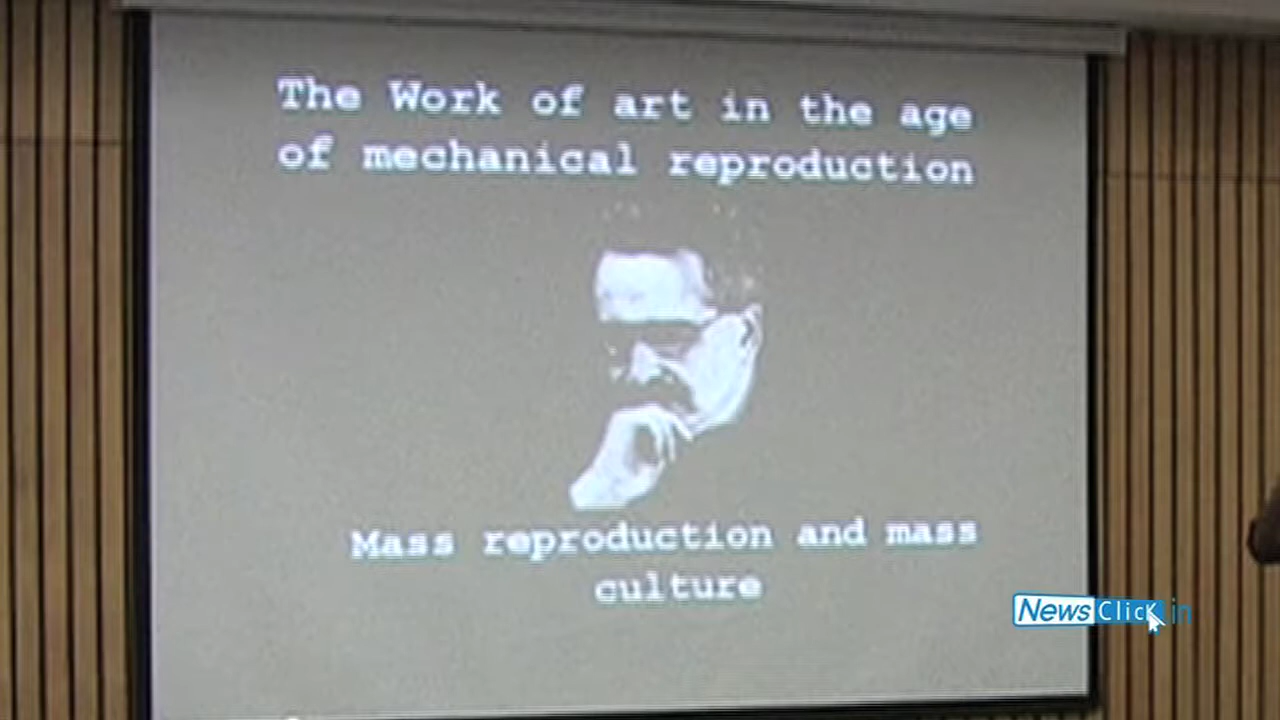 The Work of art in the age
of mechanical reproduction
Mass reproduction and mass
culture
NewsClick in